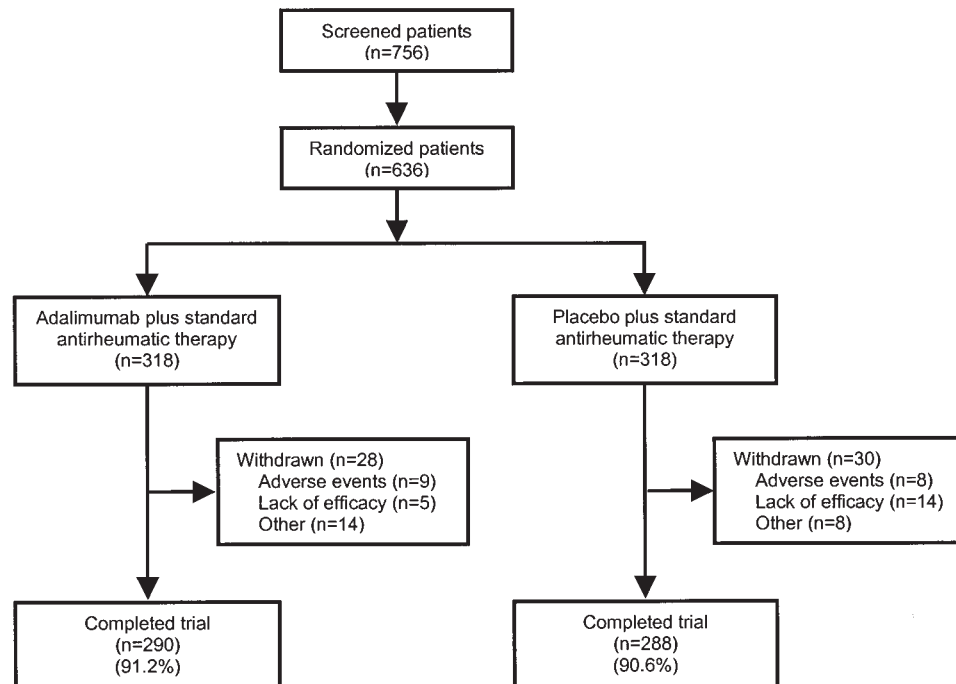 Screened patients
(n=756)
Randomized patients
(n=636)
Adalimumab plus standard
antirheumatic therapy
(n=318)
Placebo plus standard
antirheumatic therapy
(n=318)
Withdrawn (n=28)
Adverse events (n=9)
Lack of efficacy (n=5)
Other (n=14)
Withdrawn (n=30)
Adverse events (n=8)
Lack of efficacy (n=14)
Other (n=8)
Completed trial
(n=290)
(91.2%)
Completed trial
(n=288)
(90.6%)